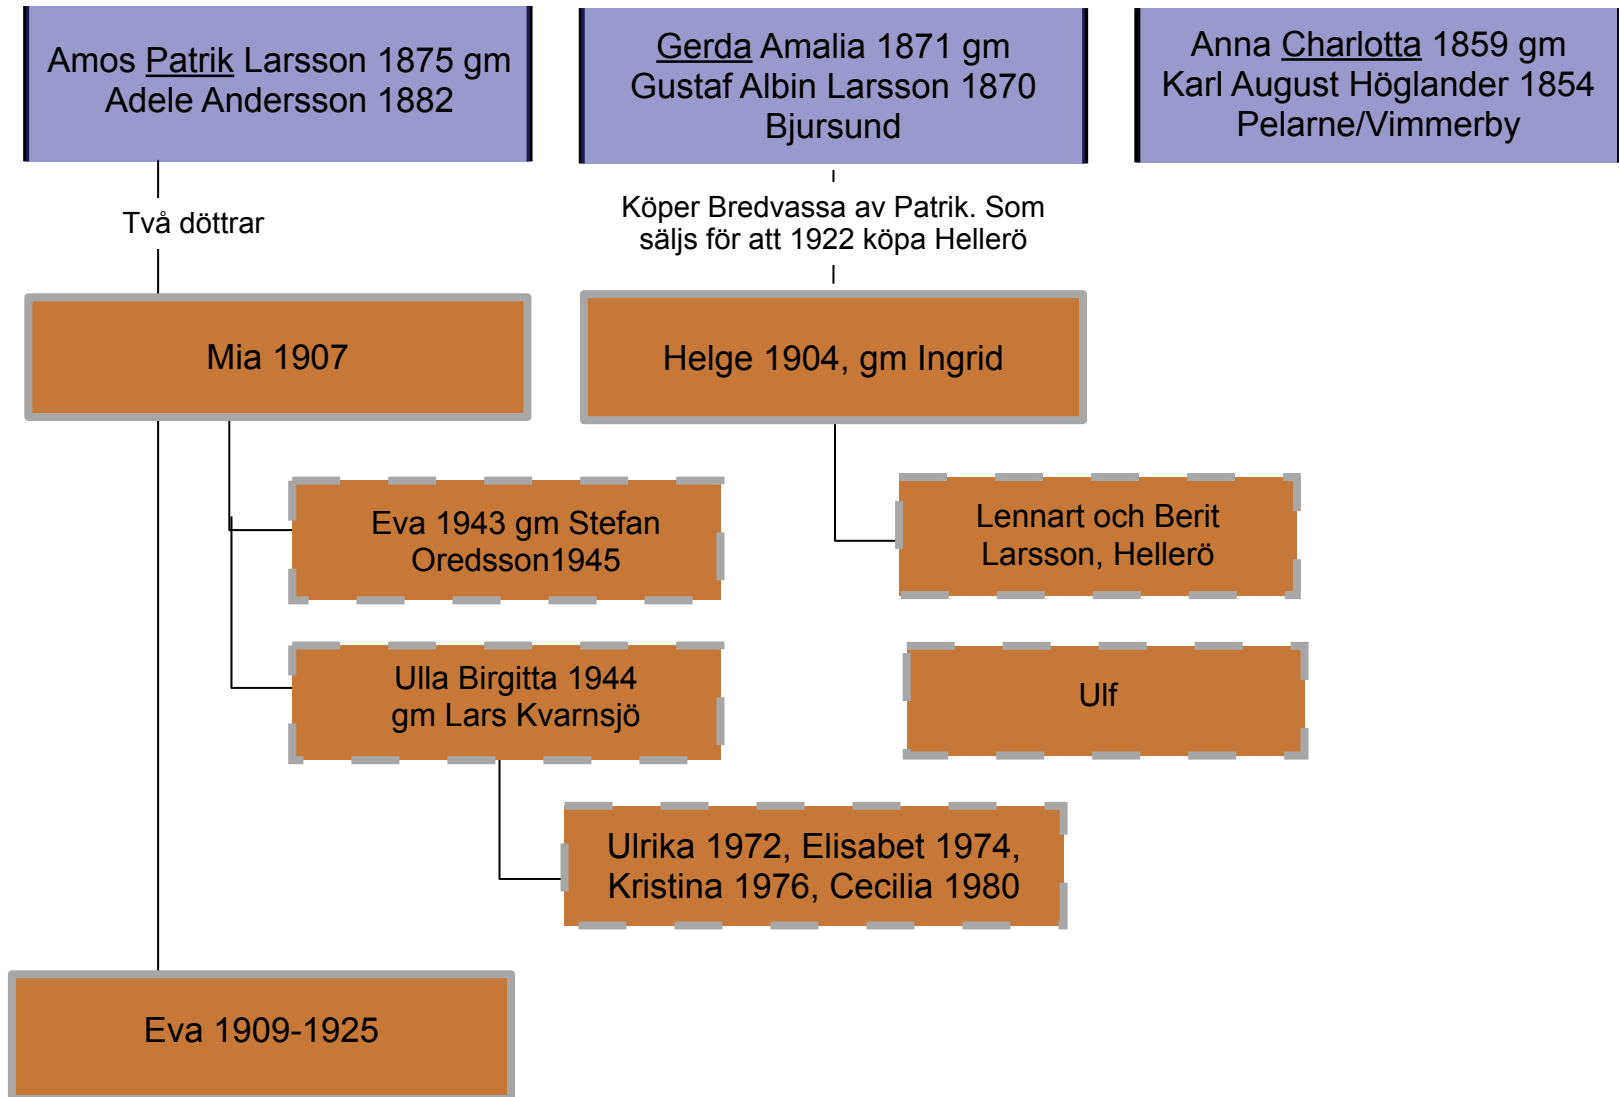 Amos Patrik Larsson 1875 gm
Adele Andersson 1882
Gerda Amalia 1871 gm
Gustaf Albin Larsson 1870
Bjursund
Anna Charlotta 1859 gm
Karl August Höglander 1854
Pelarne/Vimmerby
Två döttrar
Köper Bredvassa av Patrik. Som
säljs för att 1922 köpa Hellerö
Mia 1907
Helge 1904, gm Ingrid
Eva 1943 gm Stefan
Oredsson1945
Lennart och Berit
Larsson, Hellerö
Ulla Birgitta 1944
gm Lars Kvarnsjö
Ulf
Ulrika 1972, Elisabet 1974,
Kristina 1976, Cecilia 1980
Eva 1909-1925